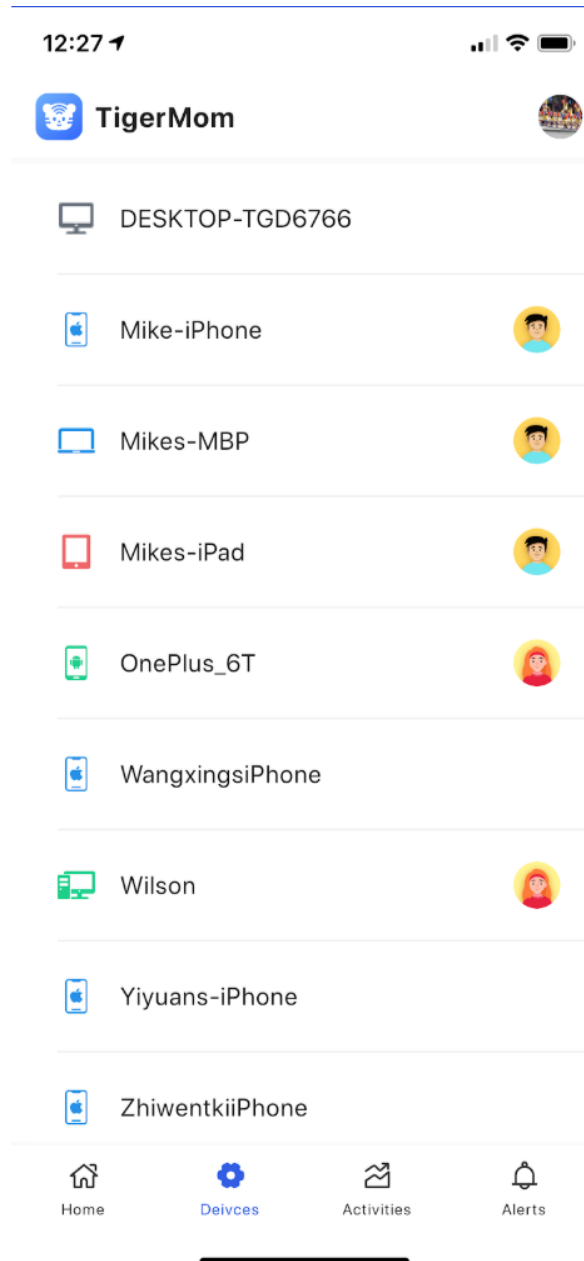 12:27
TigerMom
DESKTOP-TGD6766
Mike-iPhone
Mikes-MBP
Mikes-iPad
OnePlus_6T
WangxingsiPhone
Wilson
Yiyuans-iPhone
ZhiwentkiiPhone
Home Deivces Activities Alerts